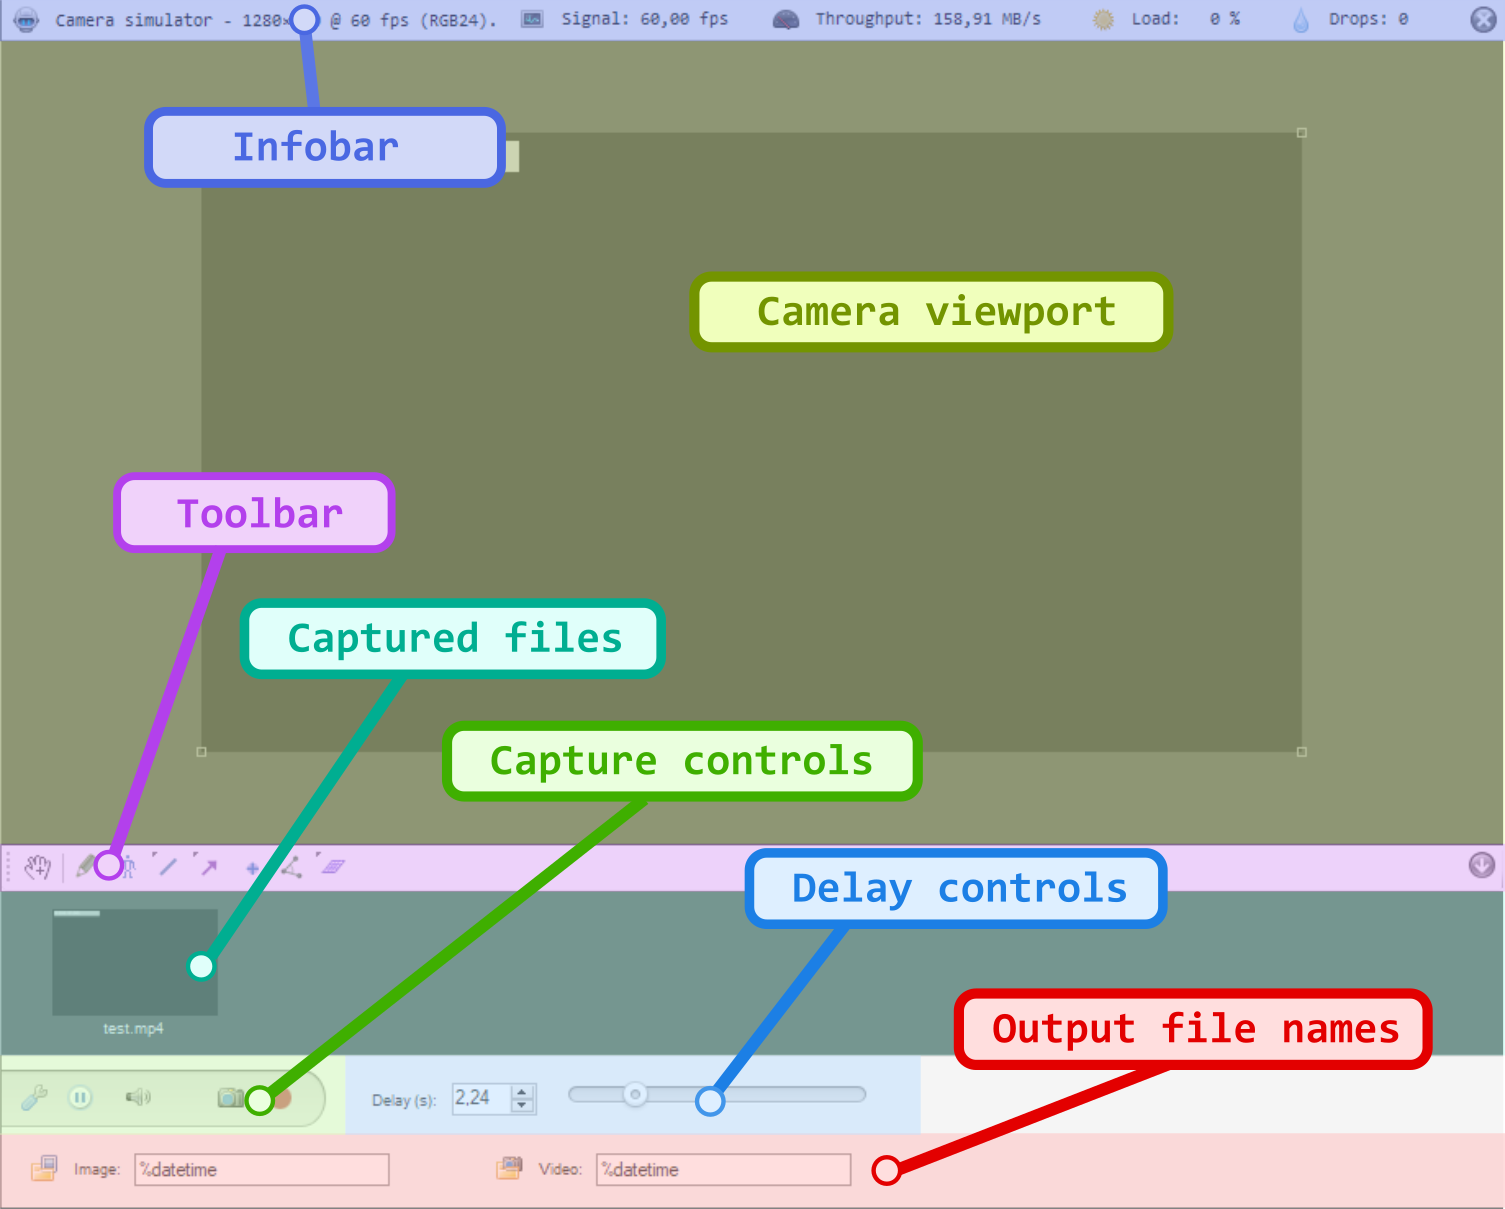 Camera simulator - 1280× @ 60 fps (RGB24). Signal: 60,00 fps Throughput: 158,91 MB/s Load: 0 % Drops: 0
Infobar
Camera viewport
Toolbar
Captured files
Capture controls
Delay controls
test.mp4
Output file names
Delay (s): 2,24
Image: %datetime Video: %datetime